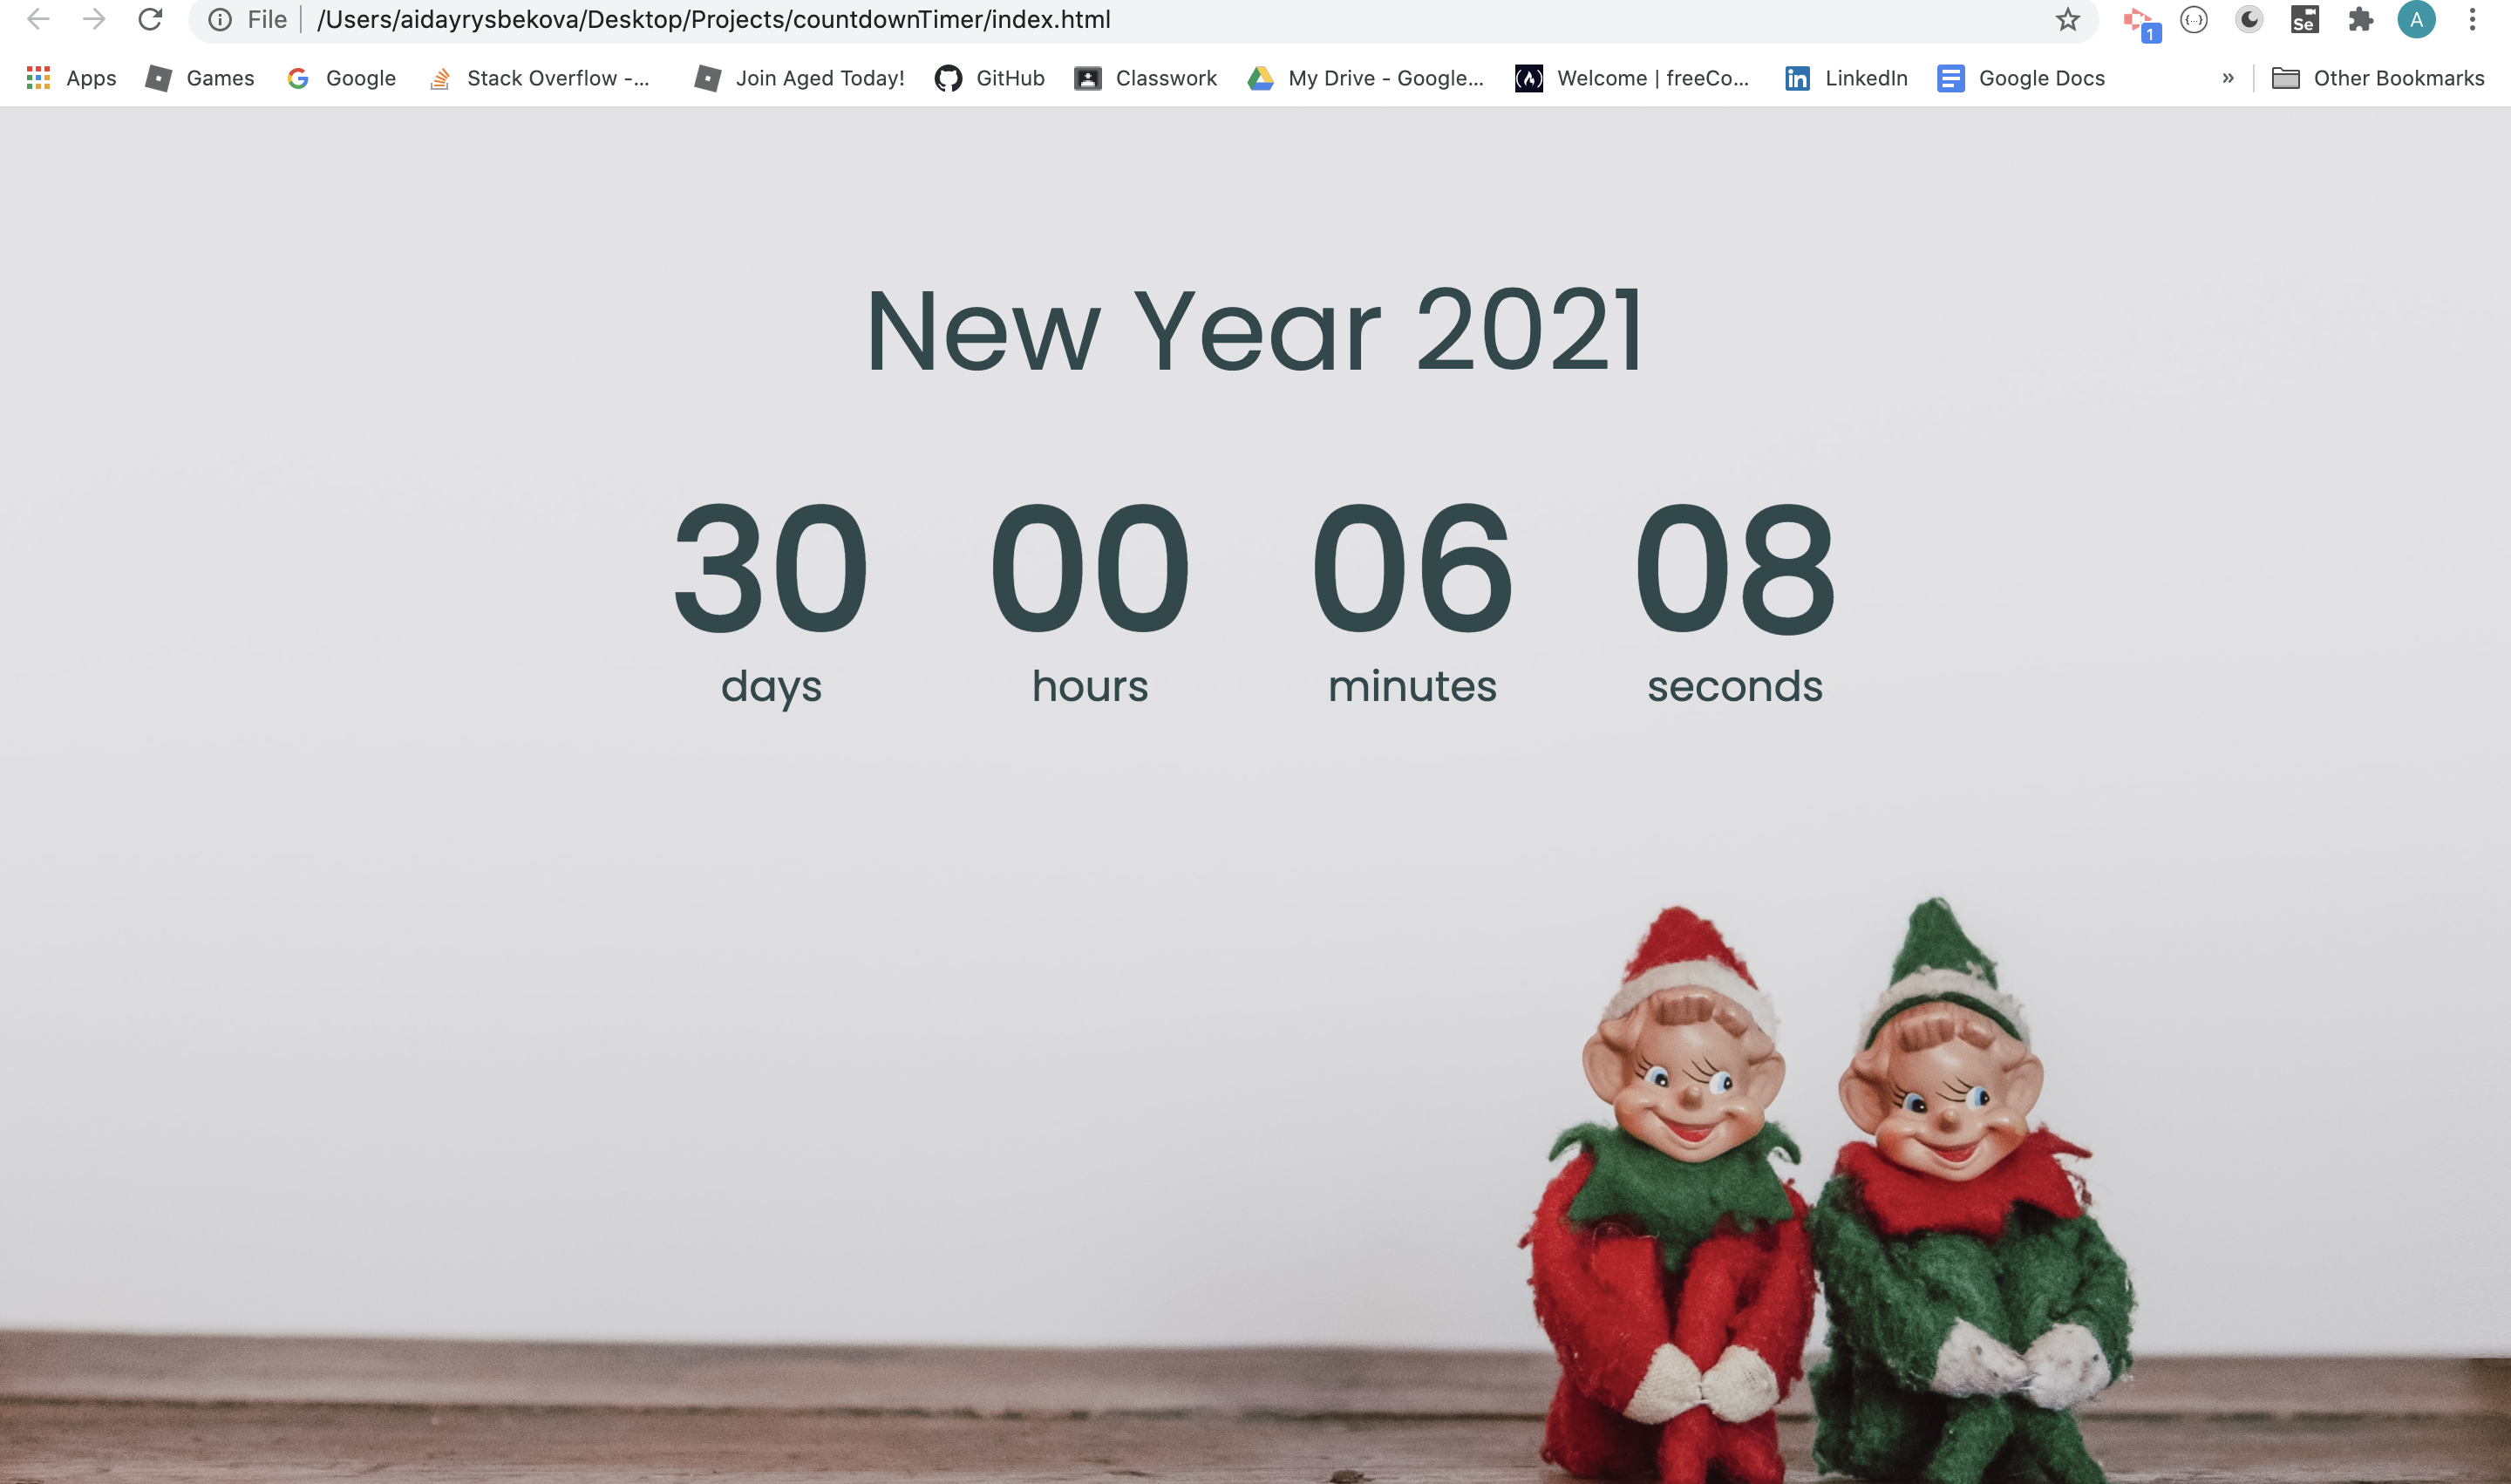 File /Users/aidayrysbekova/Desktop/Projects/countdownTimer/index.html 1 {...} Se A
Apps Games Google Stack Overflow -... Join Aged Today! GitHub Classwork My Drive - Google... Welcome | freeCo... LinkedIn Google Docs » Other Bookmarks
New Year 2021
30 00 06 08
days hours minutes seconds